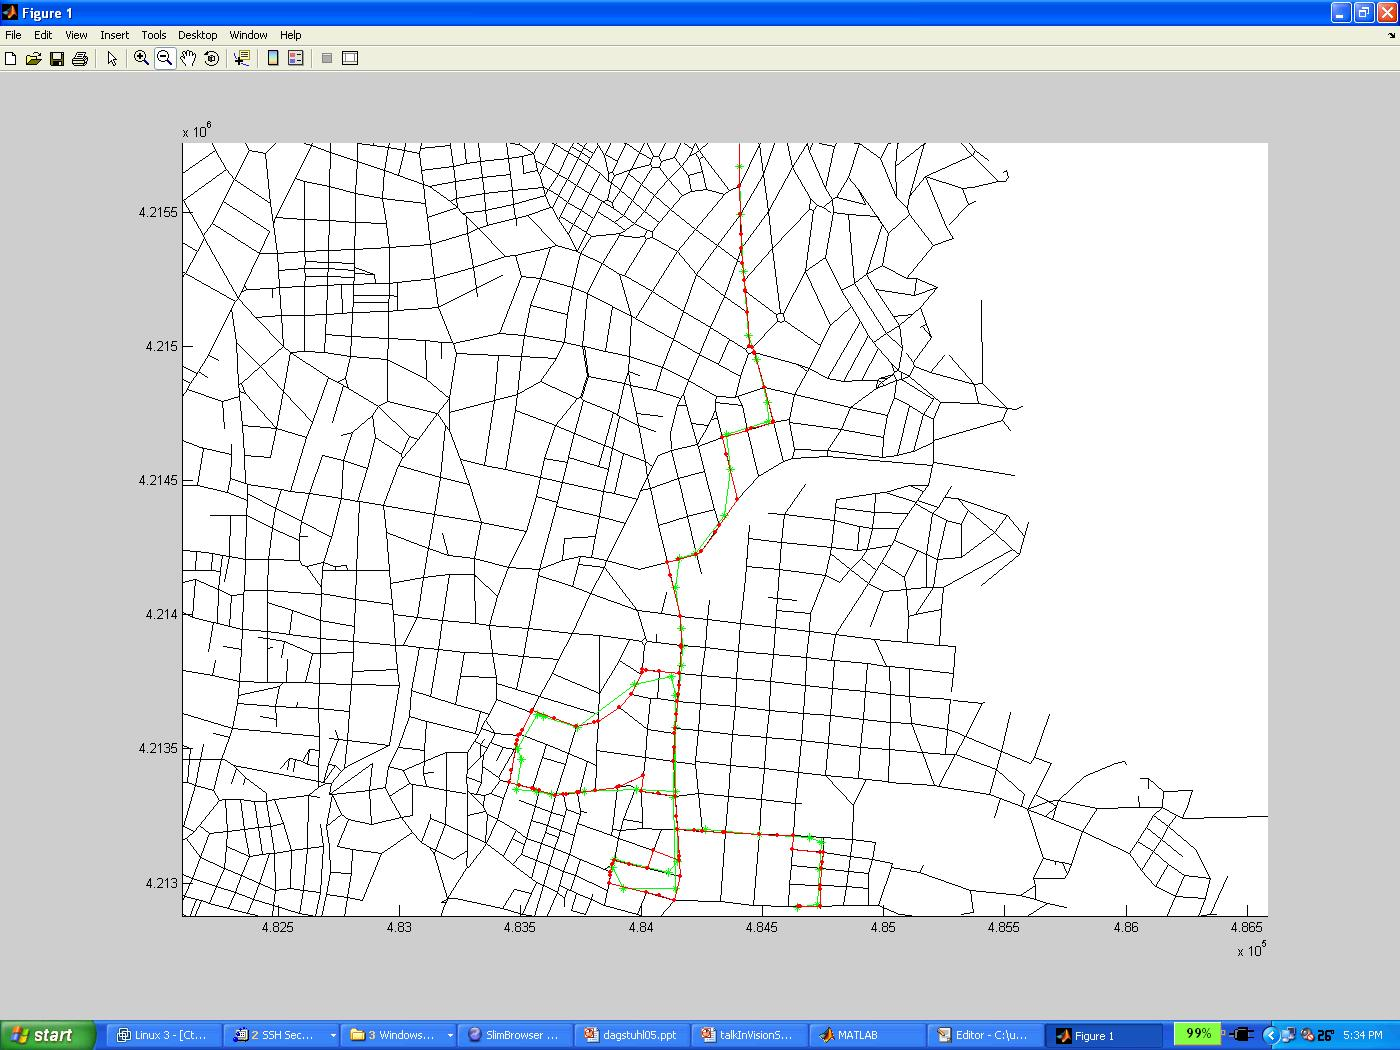 Figure 1
File Edit View Insert Tools Desktop Window Help
x 10^6
4.2155
4.215
4.2145
4.214
4.2135
4.213
4.825 4.83 4.835 4.84 4.845 4.85 4.855 4.86 4.865
x 10^5
start Linux 3 - [Ct... 2 SSH Sec... 3 Windows... SlimBrowser ... dagstuhl05.ppt talkInVisionS... MATLAB Editor - C:\u... Figure 1 99% 26° 5:34 PM